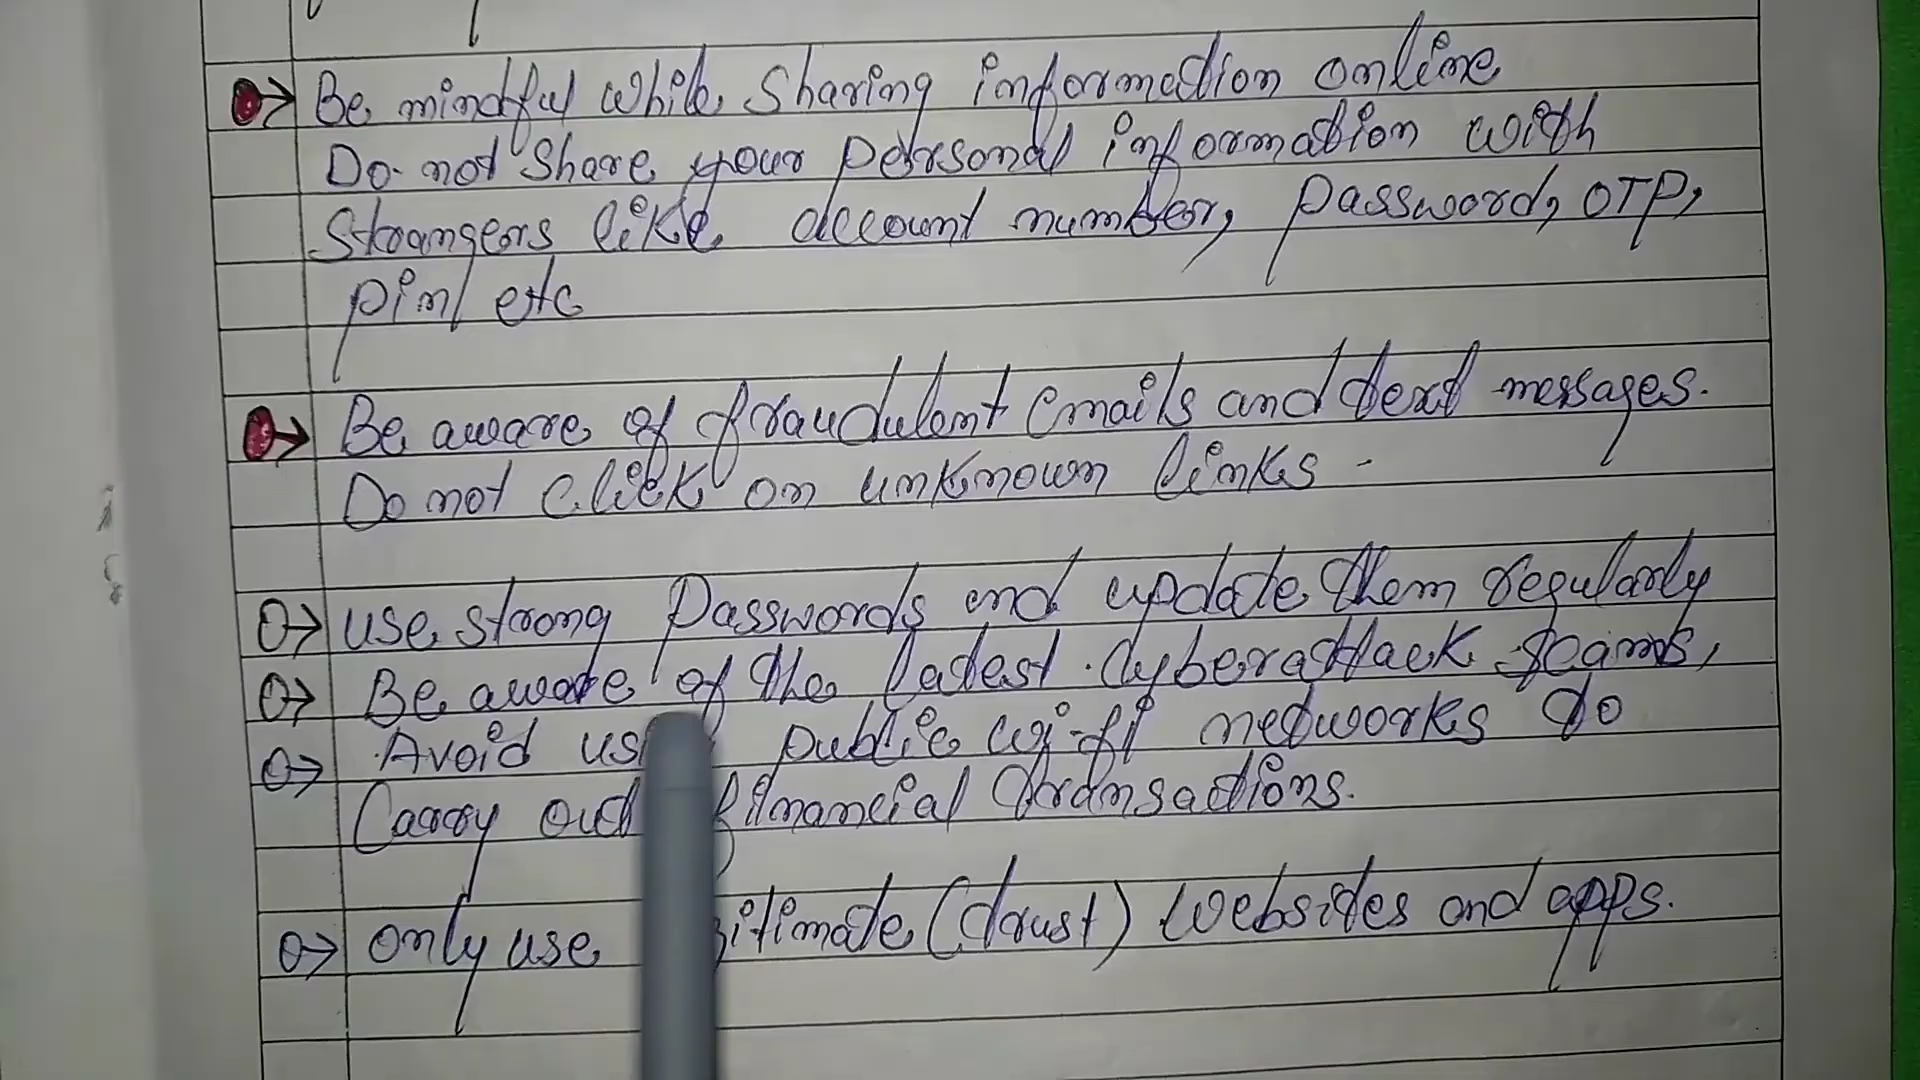 Be mindful while sharing information online
Do not share your personal information with
strangers like account number, password, OTP,
pin etc
Be aware of fraudulent emails and text messages.
Do not click on unknown links -
use strong passwords and update them regularly
Be aware of the latest cyberattack scams,
Avoid public wi-fi networks to
Carry out financial transactions.
only use (trust) websites and apps.